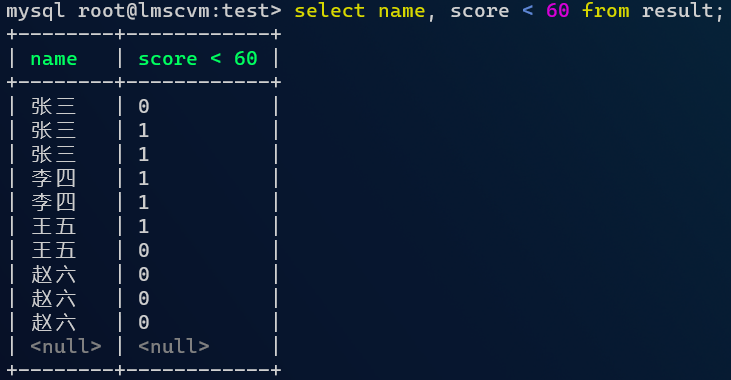 mysql root@lmscvm:test> select name, score < 60 from result;
+--------+------------+
| name   | score < 60 |
+--------+------------+
| 张三   | 0          |
| 张三   | 1          |
| 张三   | 1          |
| 李四   | 1          |
| 李四   | 1          |
| 王五   | 1          |
| 王五   | 0          |
| 赵六   | 0          |
| 赵六   | 0          |
| 赵六   | 0          |
| <null> | <null>     |
+--------+------------+